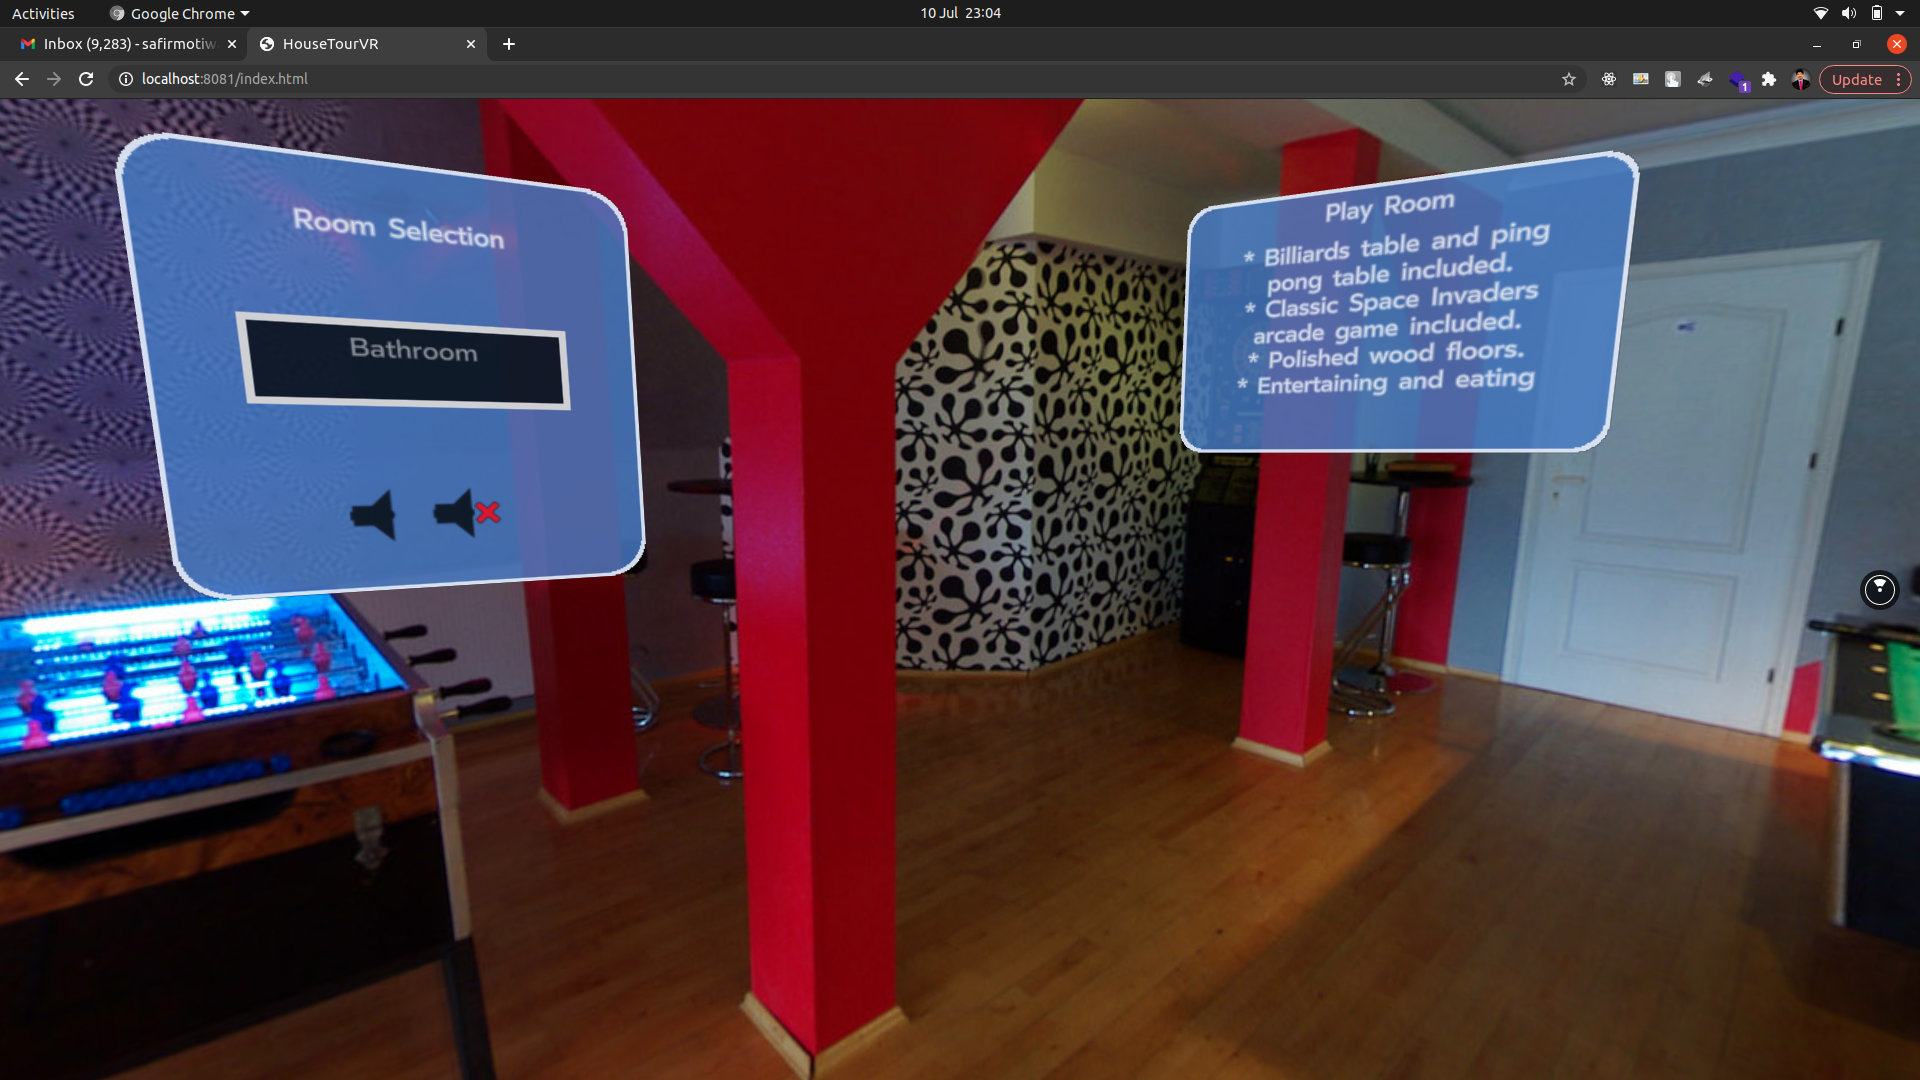 Activities
Google Chrome
10 Jul 23:04
Inbox (9,283) - safirmotiw
HouseTourVR
localhost:8081/index.html
1
Update
Room Selection
Bathroom
Play Room
* Billiards table and ping
pong table included.
* Classic Space Invaders
arcade game included.
* Polished wood floors.
* Entertaining and eating